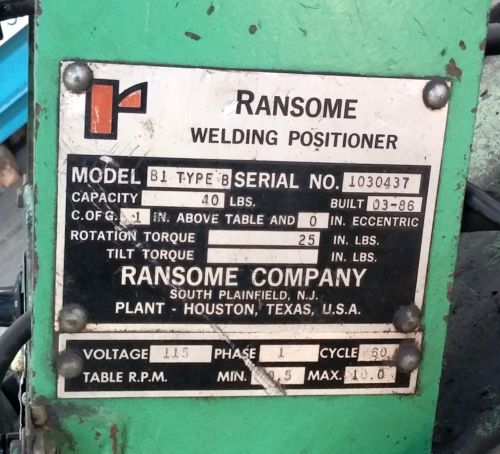 RANSOME
WELDING POSITIONER
MODEL B1 TYPE B SERIAL NO. 1030437
CAPACITY 40 LBS. BUILT 03-86
C. OF G. 1 IN. ABOVE TABLE AND 0 IN. ECCENTRIC
ROTATION TORQUE 25 IN. LBS.
TILT TORQUE IN. LBS.
RANSOME COMPANY
SOUTH PLAINFIELD, N.J.
PLANT - HOUSTON, TEXAS, U.S.A.
VOLTAGE 115 PHASE 1 CYCLE 60
TABLE R.P.M. MIN. 0.5 MAX. 10.0